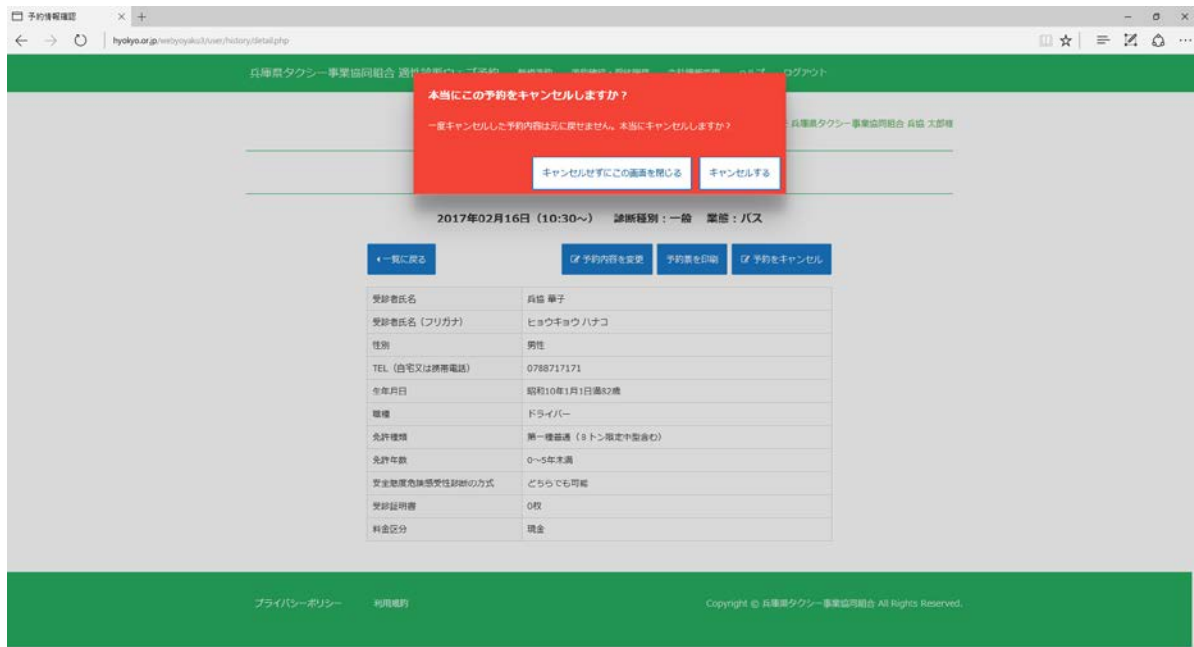 予約情報確認
hyokyo.or.jp/webyoyaku3/user/history/detail.php
兵庫県タクシー事業協同組合 適性診断ウェブ予約 ログアウト
本当にこの予約をキャンセルしますか？
一度キャンセルした予約内容は元に戻せません。本当にキャンセルしますか？
兵庫県タクシー事業協同組合 兵協 太郎様
キャンセルせずにこの画面を閉じる キャンセルする
2017年02月16日（10:30～） 診断種別：一般 業態：バス
一覧に戻る 予約内容を変更 予約票を印刷 予約をキャンセル
受診者氏名 兵協 華子
受診者氏名（フリガナ） ヒョウキョウ ハナコ
性別 男性
TEL（自宅又は携帯電話） 0788717171
生年月日 昭和10年1月1日満82歳
職種 ドライバー
免許種類 第一種普通（8トン限定中型含む）
免許年数 0～5年未満
安全態度危険感受性診断の方式 どちらでも可能
受診証明書 0枚
料金区分 現金
プライバシーポリシー 利用規約 Copyright © 兵庫県タクシー事業協同組合 All Rights Reserved.